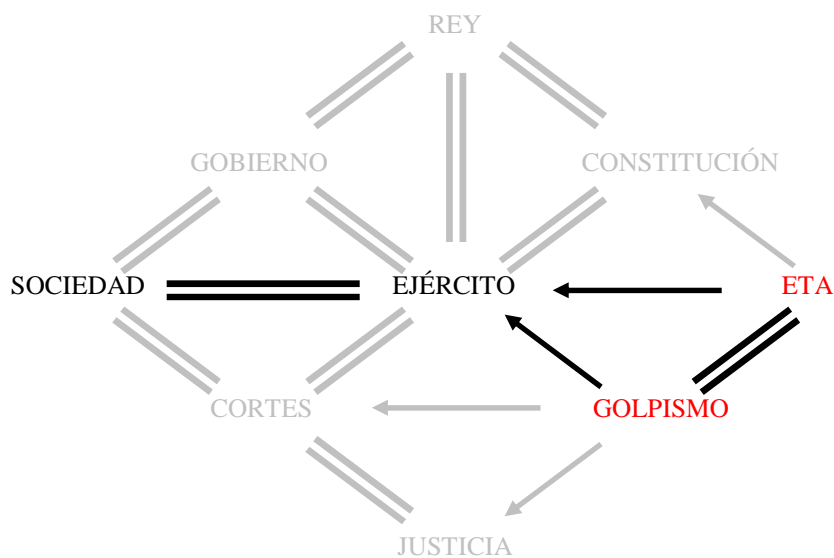 REY
GOBIERNO
CONSTITUCIÓN
SOCIEDAD
EJÉRCITO
ETA
CORTES
GOLPISMO
JUSTICIA